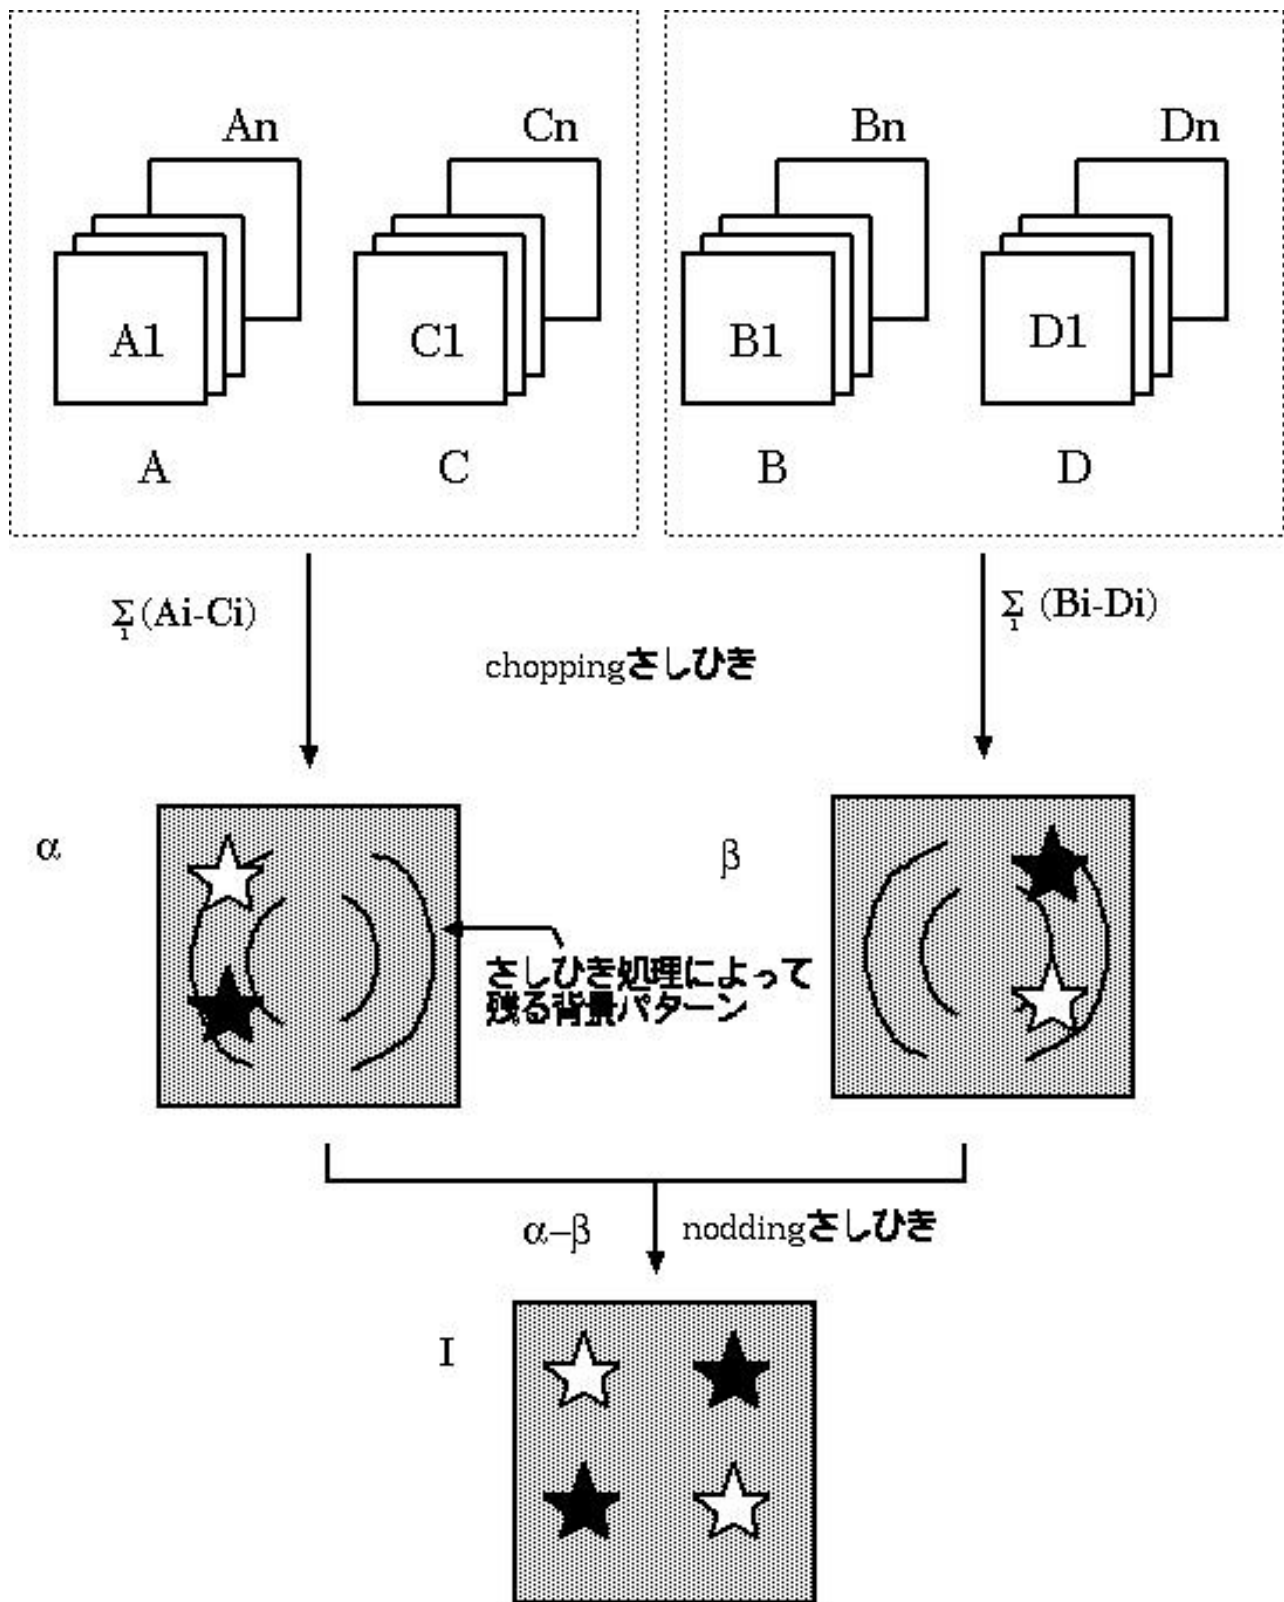 An Cn Bn Dn
A1 C1 B1 D1
A C B D
Σ1(Ai-Ci) Σ1 (Bi-Di)
choppingさしひき
α β
さしひき処理によって
残る背景パターン
α−β noddingさしひき
I